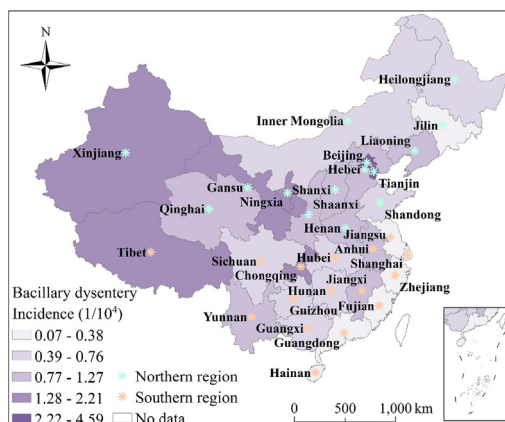 N
Heilongjiang
Inner Mongolia
Jilin
Liaoning
Beijing
Xinjiang
Hebei
Tianjin
Gansu
Shanxi
Ningxia
Shaanxi
Qinghai
Shandong
Henan
Jiangsu
Tibet
Anhui
Hubei
Sichuan
Shanghai
Chongqing
Zhejiang
Jiangxi
Hunan
Bacillary dysentery
Incidence (1/10⁴)
Guizhou
Fujian
Yunnan
Guangxi
Guangdong
0.07 - 0.38
0.39 - 0.76
Hainan
0.77 - 1.27
Northern region
1.28 - 2.21
Southern region
2.22 - 4.59
No data
0 500 1,000 km